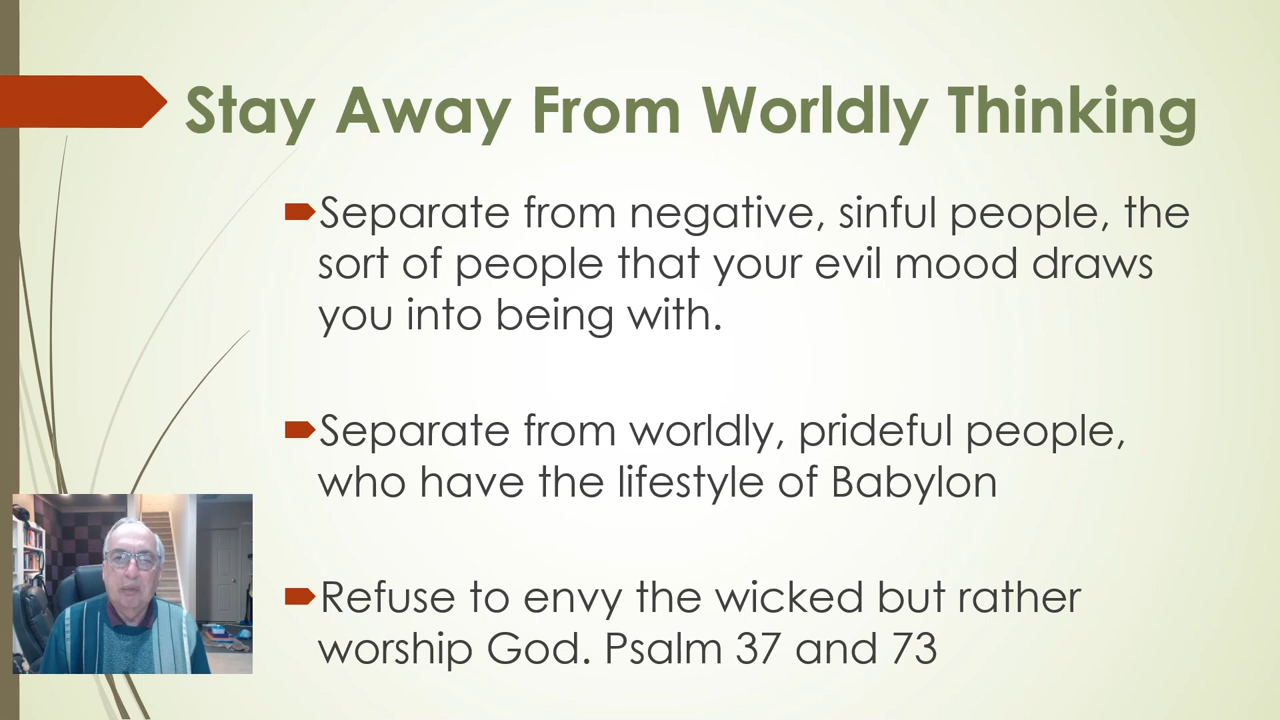 Stay Away From Worldly Thinking
Separate from negative, sinful people, the
sort of people that your evil mood draws
you into being with.
Separate from worldly, prideful people,
who have the lifestyle of Babylon
Refuse to envy the wicked but rather
worship God. Psalm 37 and 73